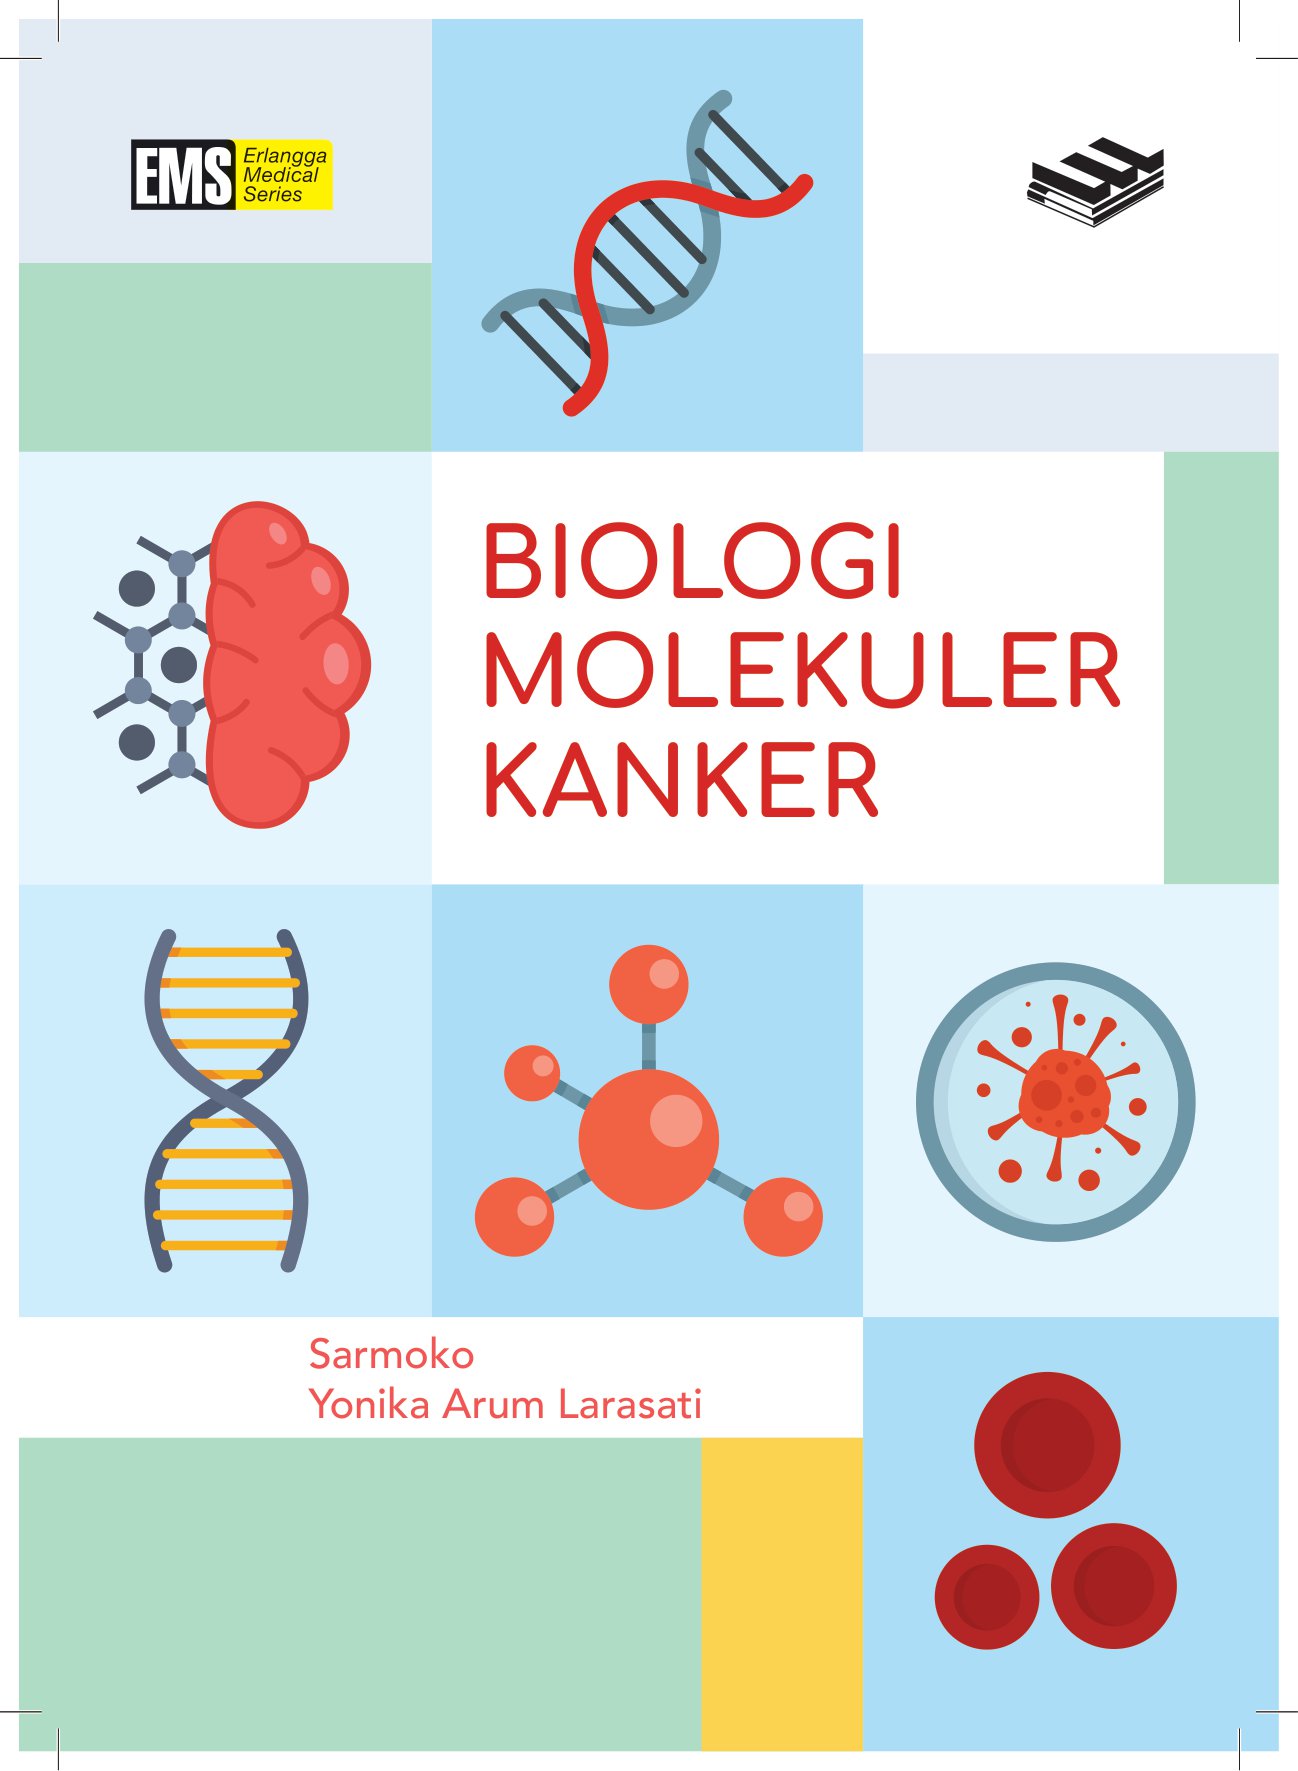 EMS
Erlangga
Medical
Series
BIOLOGI
MOLEKULER
KANKER
Sarmoko
Yonika Arum Larasati